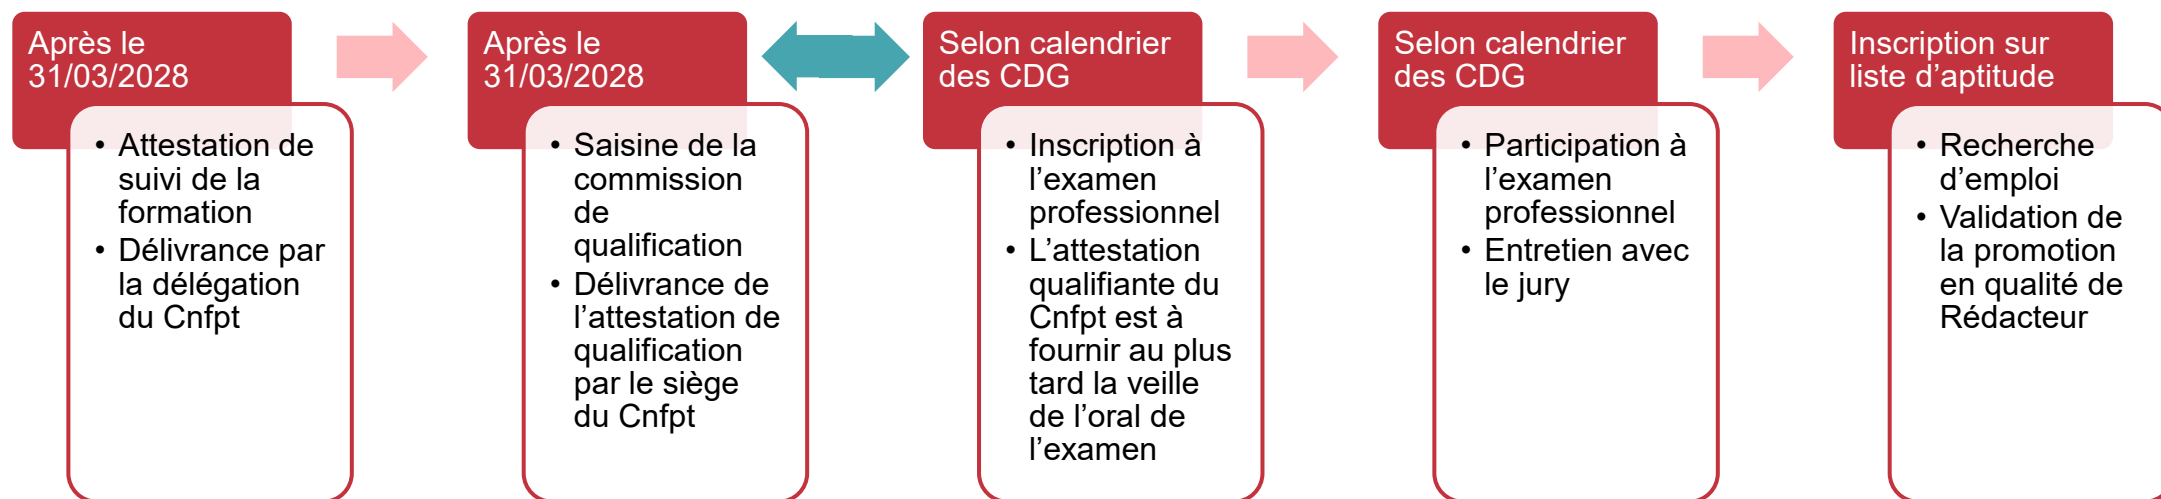 Après le
31/03/2028
• Attestation de
suivi de la
formation
• Délivrance par
la délégation
du Cnfpt
Après le
31/03/2028
• Saisine de la
commission
de
qualification
• Délivrance de
l’attestation de
qualification
par le siège
du Cnfpt
Selon calendrier
des CDG
• Inscription à
l’examen
professionnel
• L’attestation
qualifiante du
Cnfpt est à
fournir au plus
tard la veille
de l’oral de
l’examen
Selon calendrier
des CDG
• Participation à
l’examen
professionnel
• Entretien avec
le jury
Inscription sur
liste d’aptitude
• Recherche
d’emploi
• Validation de
la promotion
en qualité de
Rédacteur